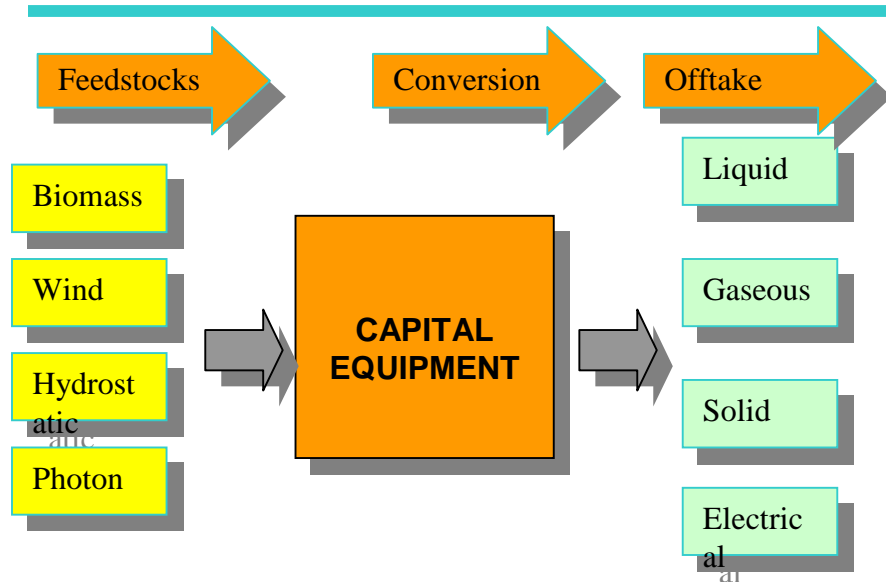 Feedstocks
Conversion
Offtake
Biomass
Wind
Hydrost
atic
Photon
CAPITAL
EQUIPMENT
Liquid
Gaseous
Solid
Electric
al